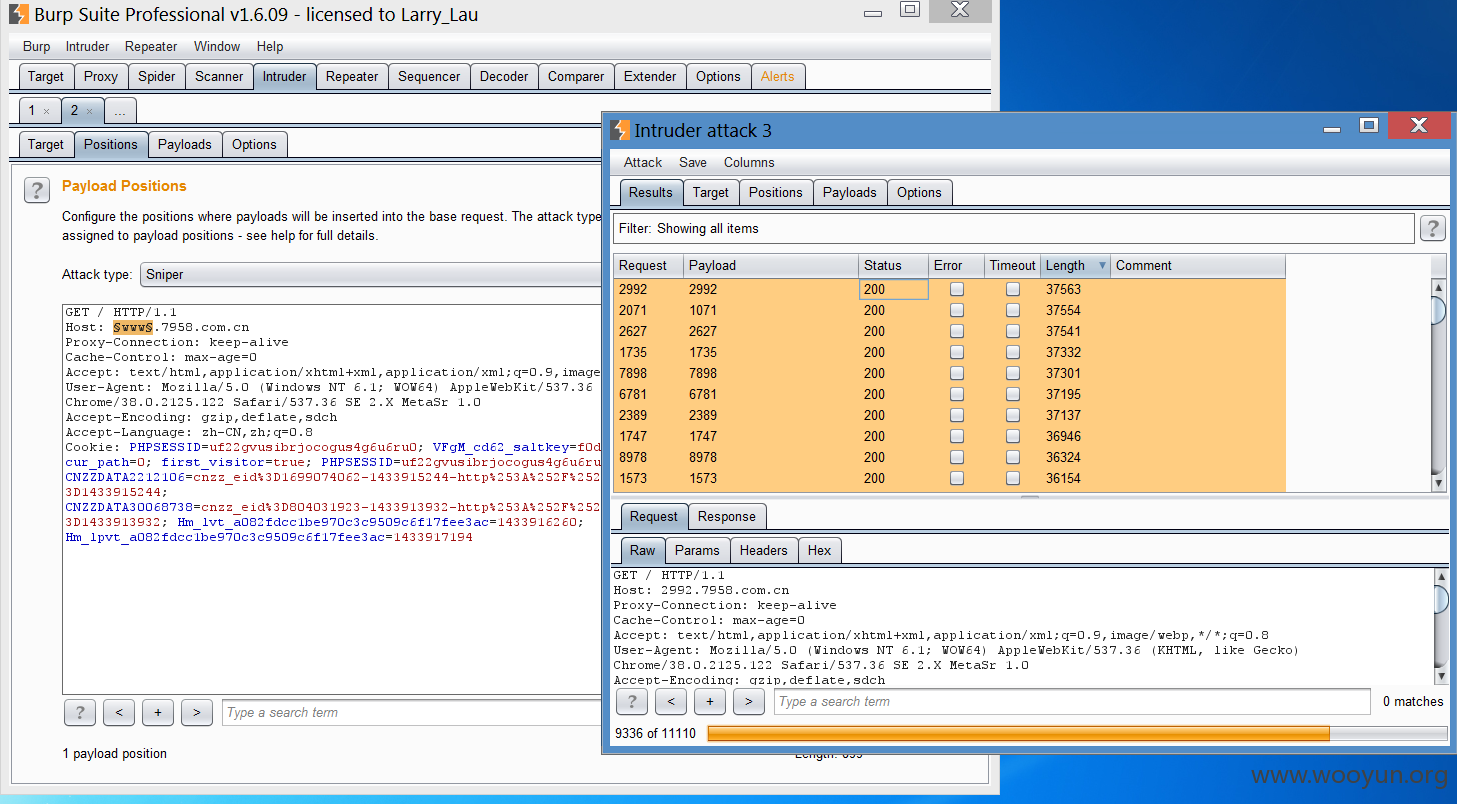 Burp Suite Professional v1.6.09 - licensed to Larry_Lau
Burp Intruder Repeater Window Help
Target Proxy Spider Scanner Intruder Repeater Sequencer Decoder Comparer Extender Options Alerts
1 × 2 × ...
Target Positions Payloads Options
? Payload Positions
Configure the positions where payloads will be inserted into the base request. The attack type
assigned to payload positions - see help for full details.
Attack type: Sniper
GET / HTTP/1.1
Host: §www§.7958.com.cn
Proxy-Connection: keep-alive
Cache-Control: max-age=0
Accept: text/html,application/xhtml+xml,application/xml;q=0.9,image
User-Agent: Mozilla/5.0 (Windows NT 6.1; WOW64) AppleWebKit/537.36
Chrome/38.0.2125.122 Safari/537.36 SE 2.X MetaSr 1.0
Accept-Encoding: gzip,deflate,sdch
Accept-Language: zh-CN,zh;q=0.8
Cookie: PHPSESSID=uf22gvusibrjocogus4g6u6ru0; VFgM_cd62_saltkey=f0d
cur_path=0; first_visitor=true; PHPSESSID=uf22gvusibrjocogus4g6u6ru
CNZZDATA2212106=cnzz_eid%3D1699074062-1433915244-http%253A%252F%252
3D1433915244;
CNZZDATA30068738=cnzz_eid%3D804031923-1433913932-http%253A%252F%252
3D1433913932; Hm_lvt_a082fdcc1be970c3c9509c6f17fee3ac=1433916260;
Hm_lpvt_a082fdcc1be970c3c9509c6f17fee3ac=1433917194
? < + > Type a search term
1 payload position
Intruder attack 3
Attack Save Columns
Results Target Positions Payloads Options
Filter: Showing all items ?
Request Payload Status Error Timeout Length Comment
2992 2992 200 37563
2071 1071 200 37554
2627 2627 200 37541
1735 1735 200 37332
7898 7898 200 37301
6781 6781 200 37195
2389 2389 200 37137
1747 1747 200 36946
8978 8978 200 36324
1573 1573 200 36154
Request Response
Raw Params Headers Hex
GET / HTTP/1.1
Host: 2992.7958.com.cn
Proxy-Connection: keep-alive
Cache-Control: max-age=0
Accept: text/html,application/xhtml+xml,application/xml;q=0.9,image/webp,*/*;q=0.8
User-Agent: Mozilla/5.0 (Windows NT 6.1; WOW64) AppleWebKit/537.36 (KHTML, like Gecko)
Chrome/38.0.2125.122 Safari/537.36 SE 2.X MetaSr 1.0
Accept-Encoding: gzip,deflate,sdch
? < + > Type a search term 0 matches
9336 of 11110
www.wooyun.org